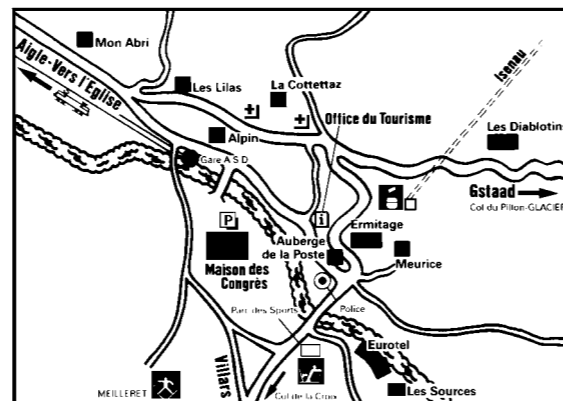 Mon Abri
Aigle-Vers l'Eglise
Les Lilas
La Cottettaz
Isenau
Office du Tourisme
Alpin
Les Diablotins
Gare A S D
Gstaad
Col du Pillon-GLACIER
P
i
Ermitage
Auberge
de la Poste
Meurice
Maison des
Congrès
Parc des Sports
Police
Eurotel
Villars
MEILLERET
Col de la Croix
Les Sources